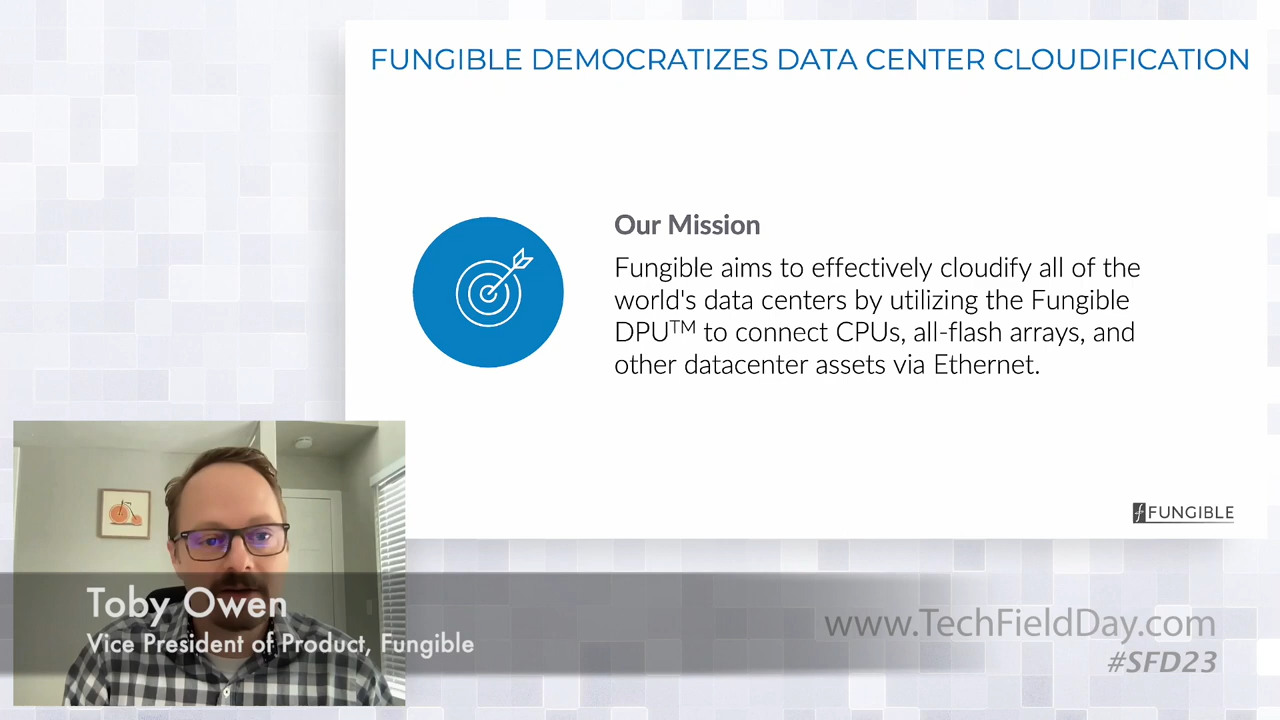 FUNGIBLE DEMOCRATIZES DATA CENTER CLOUDIFICATION
Our Mission
Fungible aims to effectively cloudify all of the
world's data centers by utilizing the Fungible
DPU™ to connect CPUs, all-flash arrays, and
other datacenter assets via Ethernet.
f FUNGIBLE
Toby Owen
Vice President of Product, Fungible
www.TechFieldDay.com
#SFD23